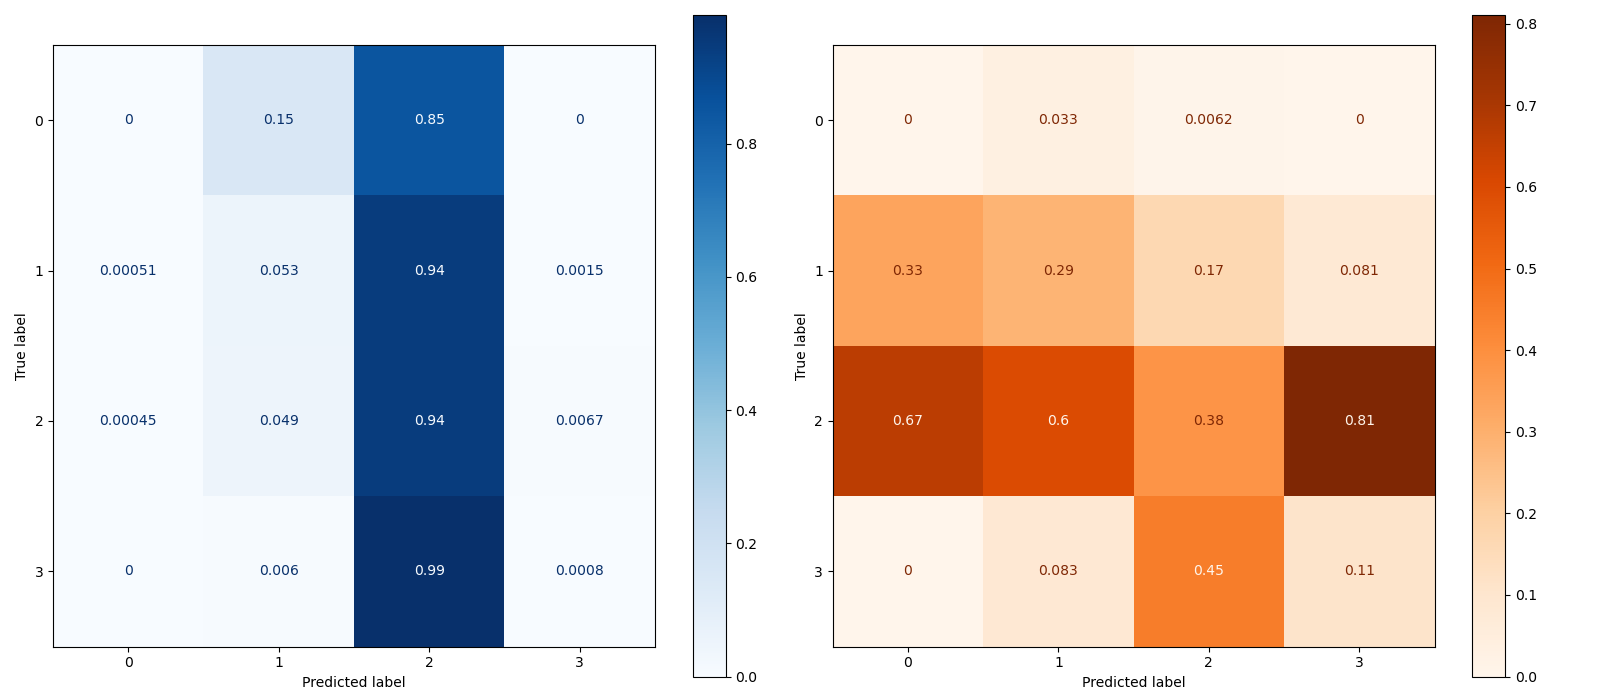 0 0.15 0.85 0
1 0.00051 0.053 0.94 0.0015
2 0.00045 0.049 0.94 0.0067
3 0 0.006 0.99 0.0008
0 1 2 3
True label
Predicted label
0.8
0.6
0.4
0.2
0.0
0 0 0.033 0.0062 0
1 0.33 0.29 0.17 0.081
2 0.67 0.6 0.38 0.81
3 0 0.083 0.45 0.11
0 1 2 3
True label
Predicted label
0.8
0.7
0.6
0.5
0.4
0.3
0.2
0.1
0.0